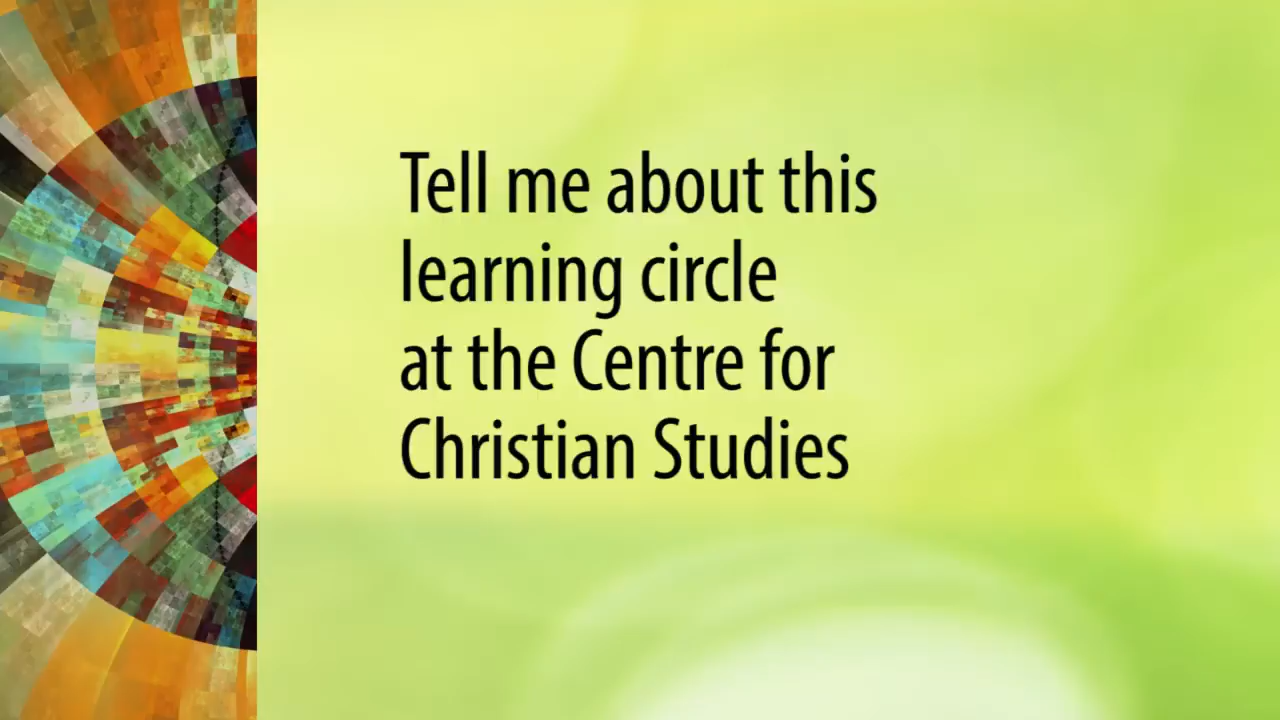 Tell me about this
learning circle
at the Centre for
Christian Studies